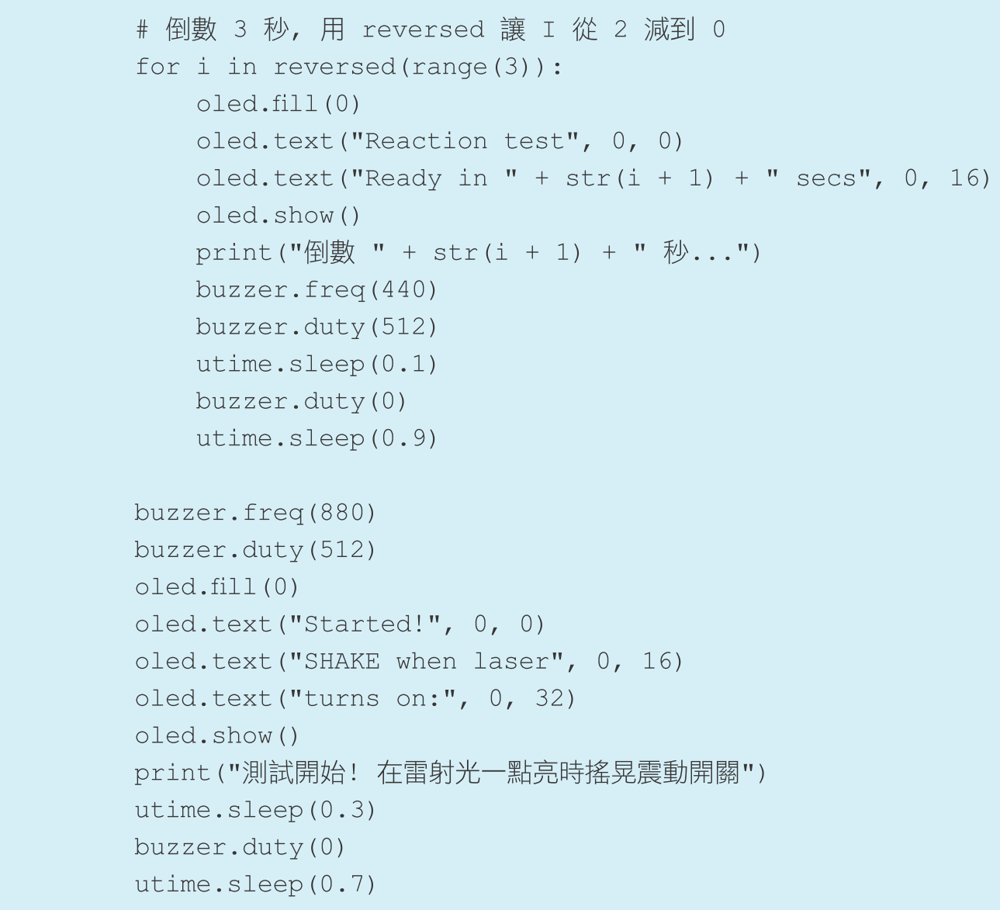 # 倒數 3 秒, 用 reversed 讓 I 從 2 減到 0
for i in reversed(range(3)):
    oled.fill(0)
    oled.text("Reaction test", 0, 0)
    oled.text("Ready in " + str(i + 1) + " secs", 0, 16)
    oled.show()
    print("倒數 " + str(i + 1) + " 秒...")
    buzzer.freq(440)
    buzzer.duty(512)
    utime.sleep(0.1)
    buzzer.duty(0)
    utime.sleep(0.9)

buzzer.freq(880)
buzzer.duty(512)
oled.fill(0)
oled.text("Started!", 0, 0)
oled.text("SHAKE when laser", 0, 16)
oled.text("turns on:", 0, 32)
oled.show()
print("測試開始! 在雷射光一點亮時搖晃震動開關")
utime.sleep(0.3)
buzzer.duty(0)
utime.sleep(0.7)